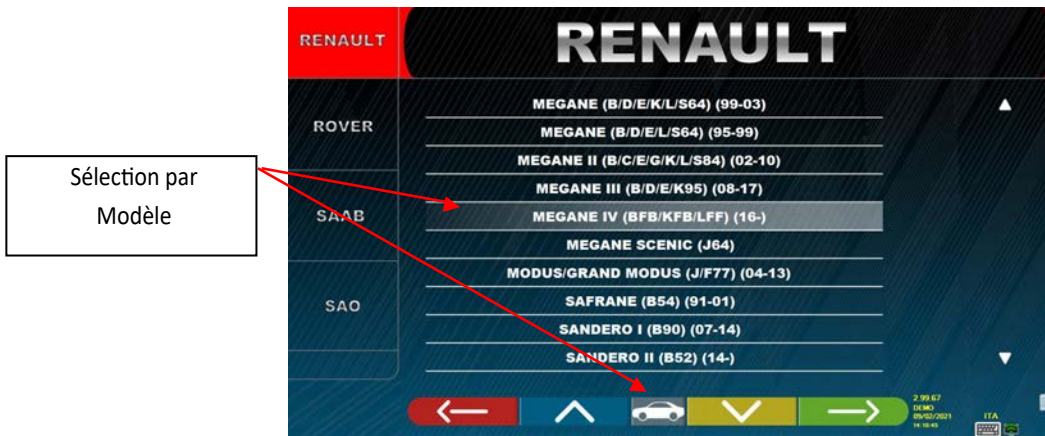 Sélection par
Modèle
RENAULT
RENAULT
ROVER
SAAB
SAO
MEGANE (B/D/E/K/L/S64) (99-03)
MEGANE (B/D/E/L/S64) (95-99)
MEGANE II (B/C/E/G/K/L/S84) (02-10)
MEGANE III (B/D/E/K95) (08-17)
MEGANE IV (BFB/KFB/LFF) (16-)
MEGANE SCENIC (J64)
MODUS/GRAND MODUS (J/F77) (04-13)
SAFRANE (B54) (91-01)
SANDERO I (B90) (07-14)
SANDERO II (B52) (14-)
2.99.67
DEMO
09/02/2021
14:18:45
ITA